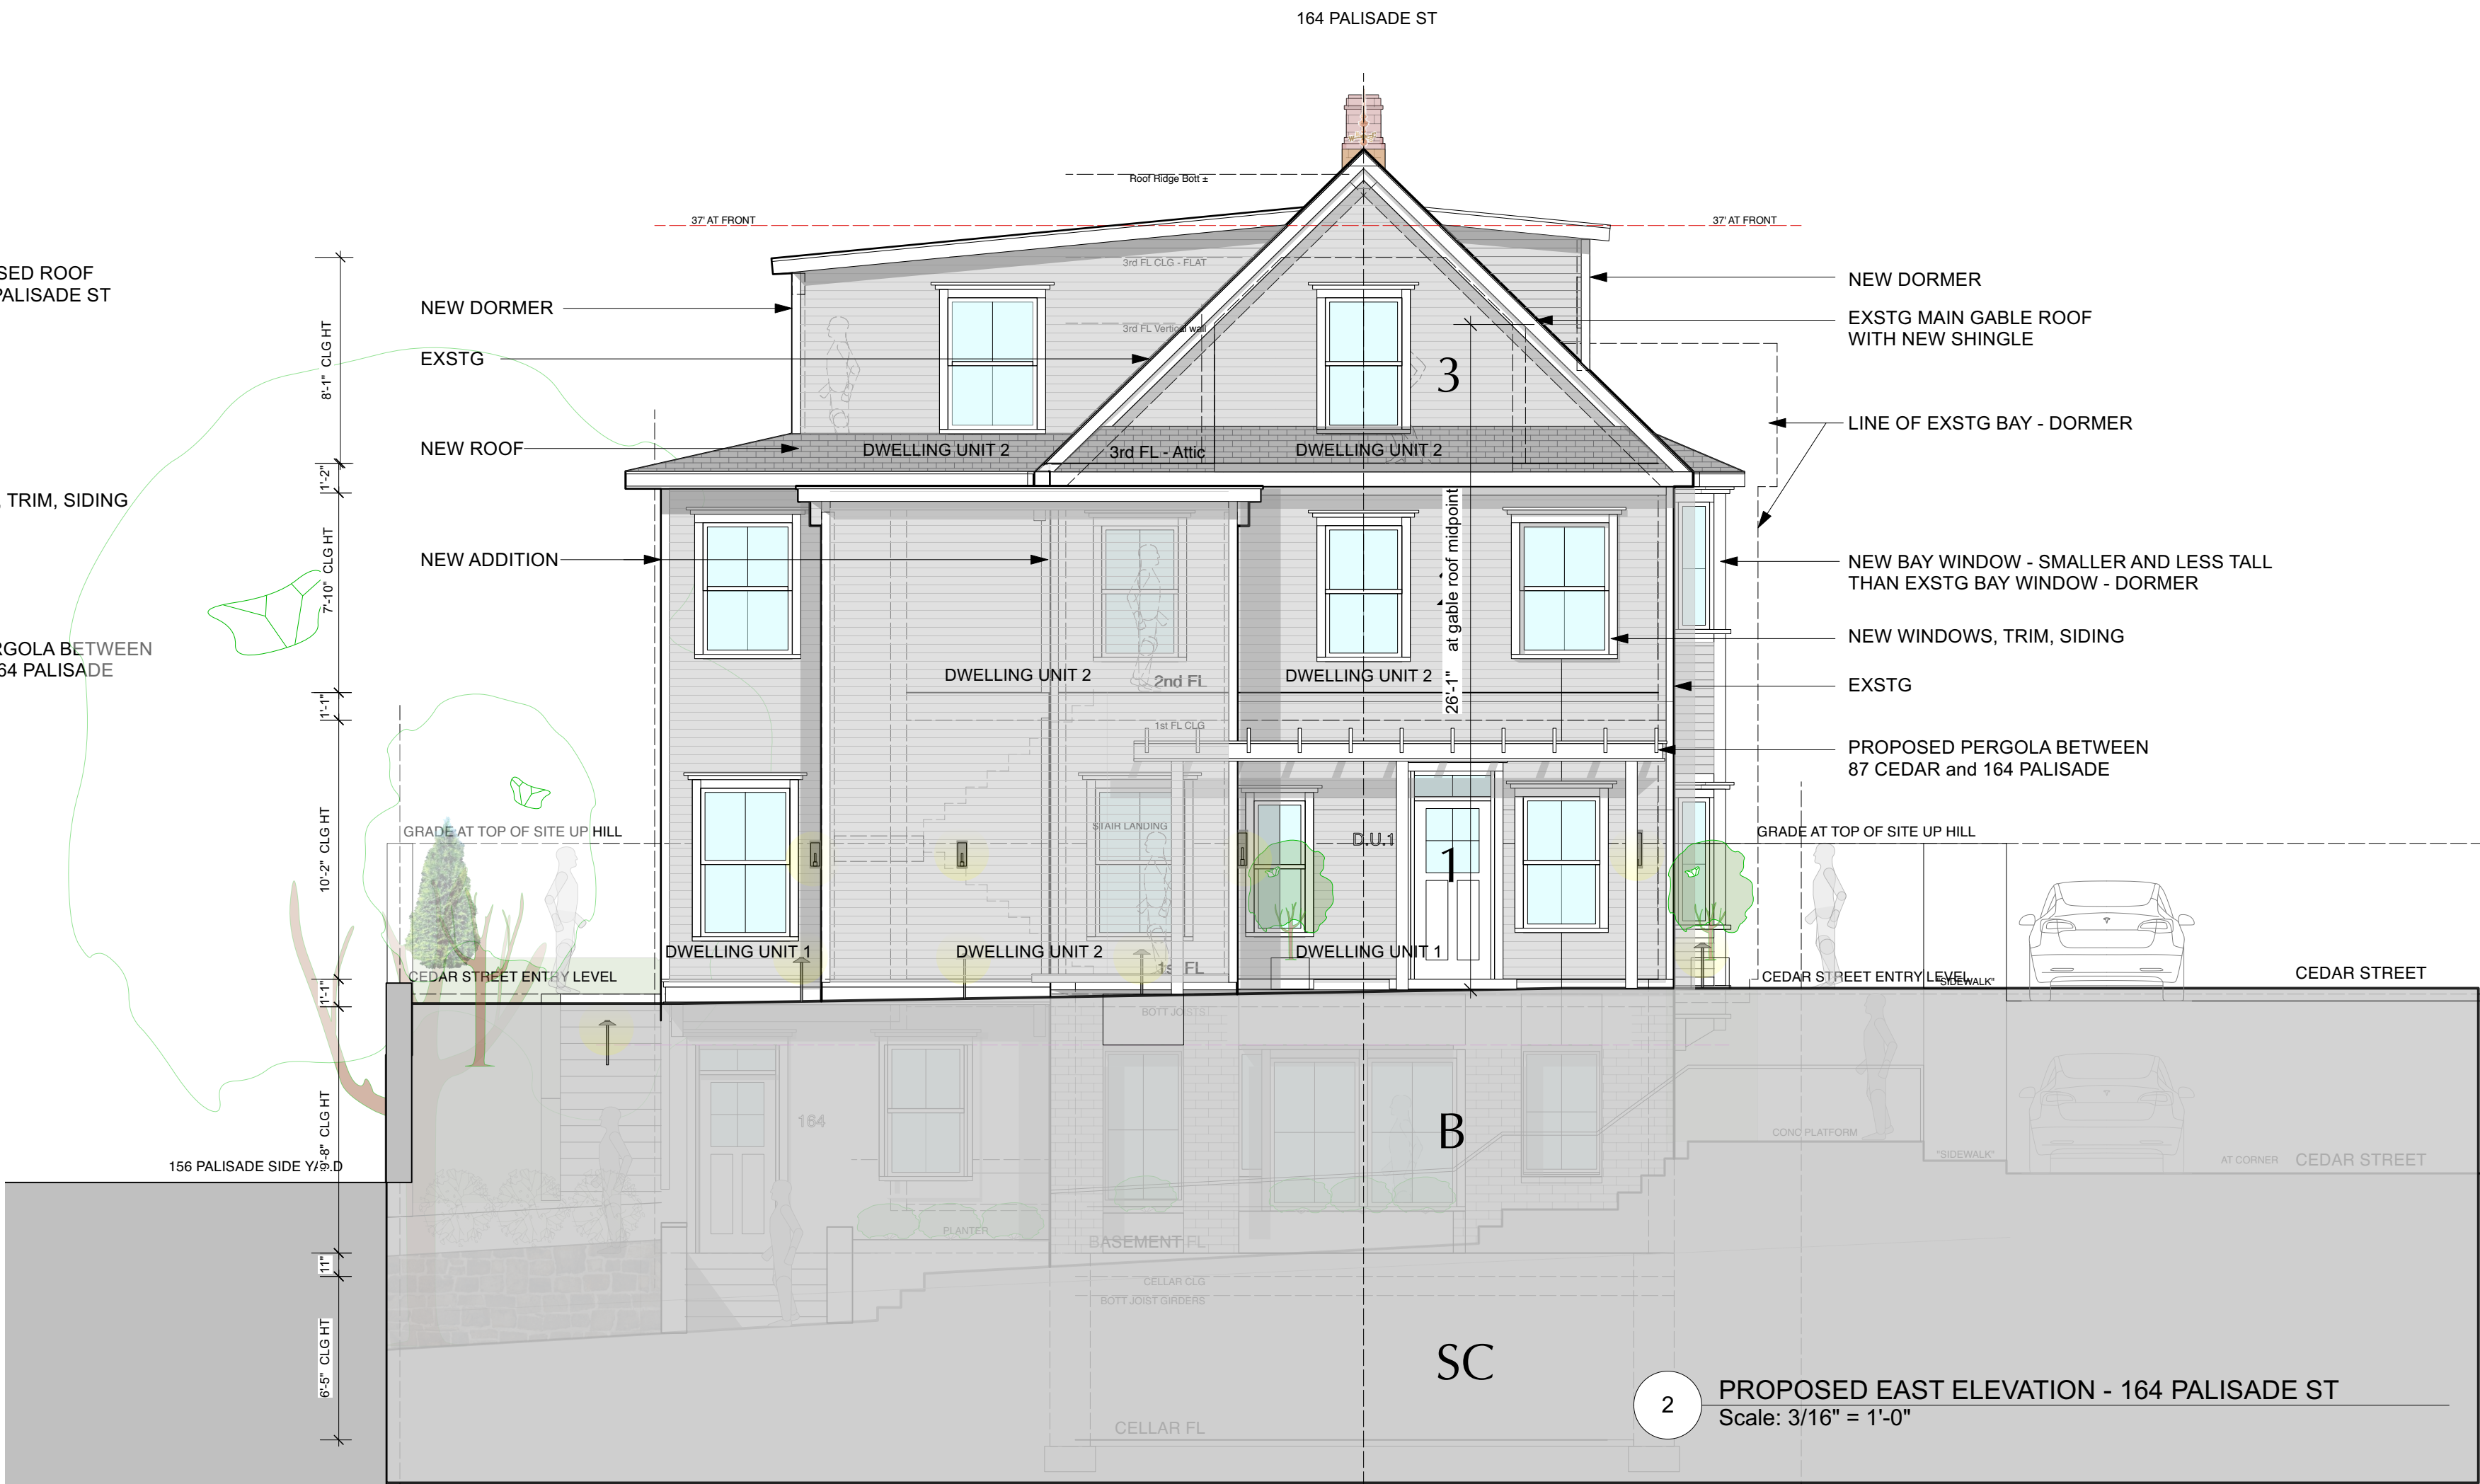 164 PALISADE ST
Roof Ridge Bott ±
37' AT FRONT
37' AT FRONT
SED ROOF
PALISADE ST
3rd FL CLG - FLAT
NEW DORMER
NEW DORMER
EXSTG MAIN GABLE ROOF
WITH NEW SHINGLE
3rd FL Vertical wall
EXSTG
8'-1" CLG HT
3
LINE OF EXSTG BAY - DORMER
NEW ROOF
DWELLING UNIT 2
3rd FL - Attic
DWELLING UNIT 2
1'-2"
, TRIM, SIDING
NEW ADDITION
7'-10" CLG HT
26'-1" at gable roof midpoint
NEW BAY WINDOW - SMALLER AND LESS TALL
THAN EXSTG BAY WINDOW - DORMER
NEW WINDOWS, TRIM, SIDING
RGOLA BETWEEN
64 PALISADE
DWELLING UNIT 2
2nd FL
DWELLING UNIT 2
EXSTG
1'-1"
1st FL CLG
PROPOSED PERGOLA BETWEEN
87 CEDAR and 164 PALISADE
10'-2" CLG HT
GRADE AT TOP OF SITE UP HILL
STAIR LANDING
D.U.1
1
GRADE AT TOP OF SITE UP HILL
DWELLING UNIT 1
DWELLING UNIT 2
DWELLING UNIT 1
1st FL
CEDAR STREET ENTRY LEVEL
CEDAR STREET ENTRY LEVEL
"SIDEWALK"
CEDAR STREET
1'-1"
BOTT JOISTS
164
B
9'-8" CLG HT
CONC PLATFORM
"SIDEWALK"
AT CORNER
CEDAR STREET
156 PALISADE SIDE YARD
PLANTER
BASEMENT FL
11"
CELLAR CLG
BOTT JOIST GIRDERS
6'-5" CLG HT
SC
CELLAR FL
2
PROPOSED EAST ELEVATION - 164 PALISADE ST
Scale: 3/16" = 1'-0"